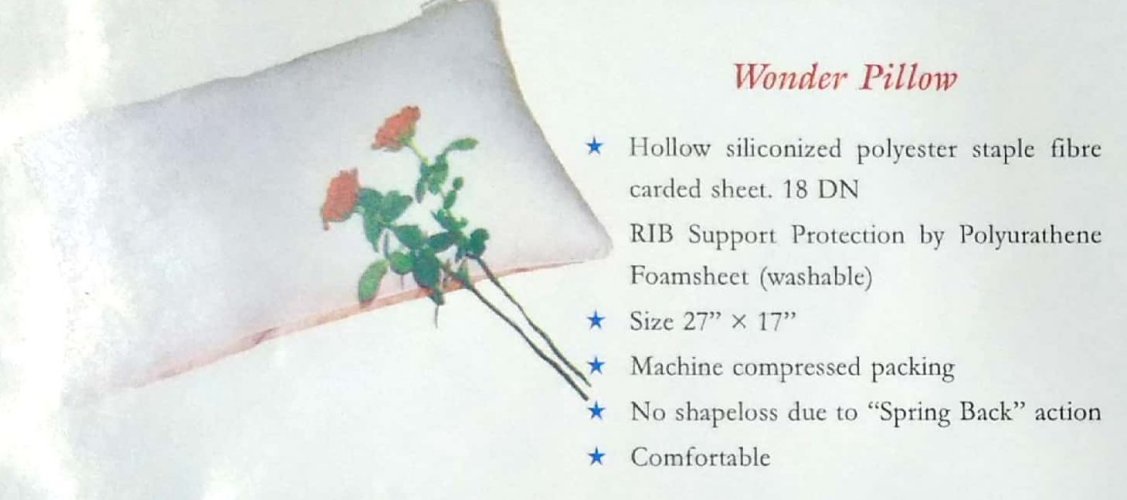 Wonder Pillow
★ Hollow siliconized polyester staple fibre
carded sheet. 18 DN
RIB Support Protection by Polyurathene
Foamsheet (washable)
★ Size 27” × 17”
★ Machine compressed packing
★ No shapeloss due to “Spring Back” action
★ Comfortable